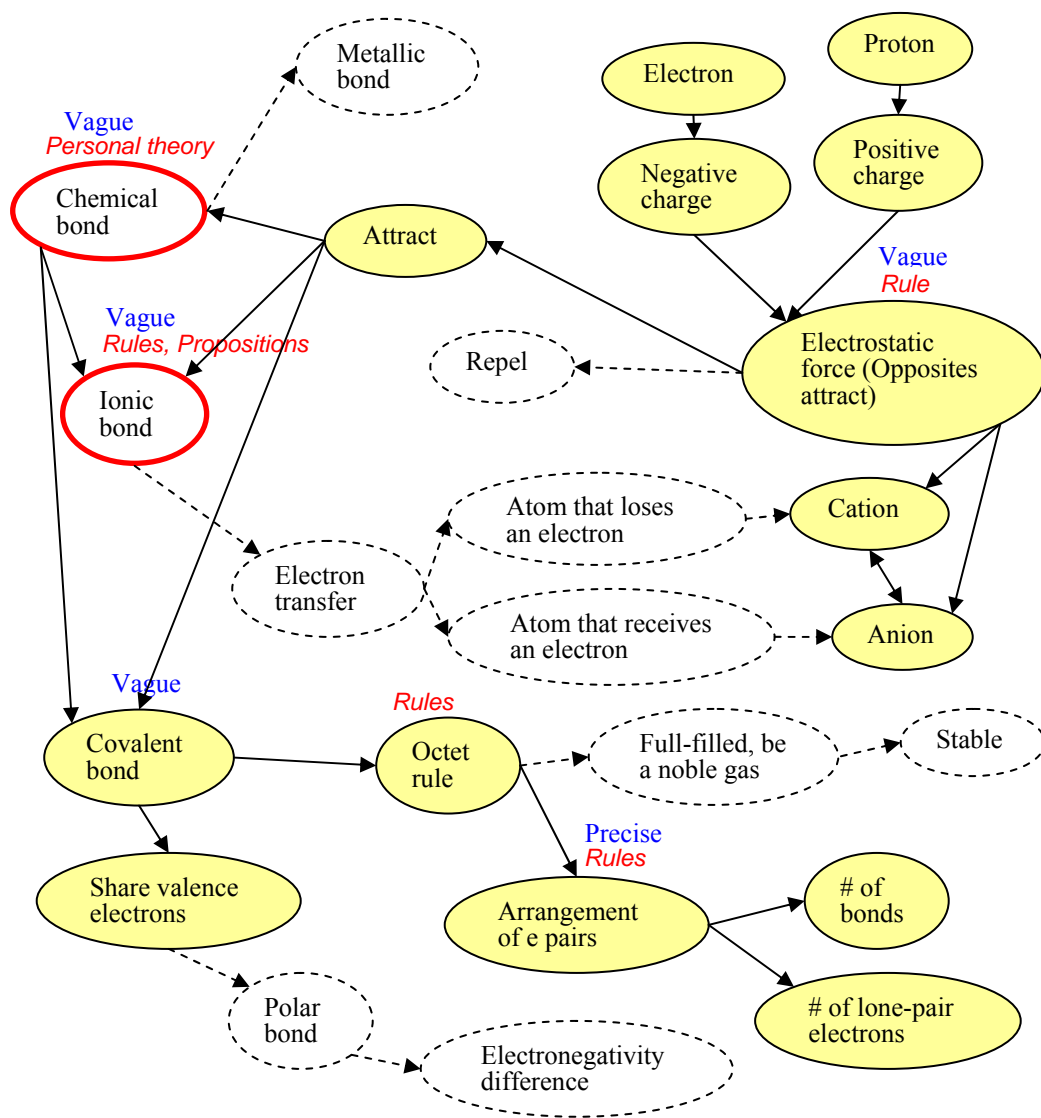 Metallic
bond
Electron
Proton
Vague
Personal theory
Chemical
bond
Negative
charge
Positive
charge
Attract
Vague
Rule
Vague
Rules, Propositions
Ionic
bond
Repel
Electrostatic
force (Opposites
attract)
Atom that loses
an electron
Cation
Electron
transfer
Atom that receives
an electron
Anion
Vague
Covalent
bond
Rules
Octet
rule
Full-filled, be
a noble gas
Stable
Precise
Rules
Share valence
electrons
Arrangement
of e pairs
# of
bonds
# of lone-pair
electrons
Polar
bond
Electronegativity
difference